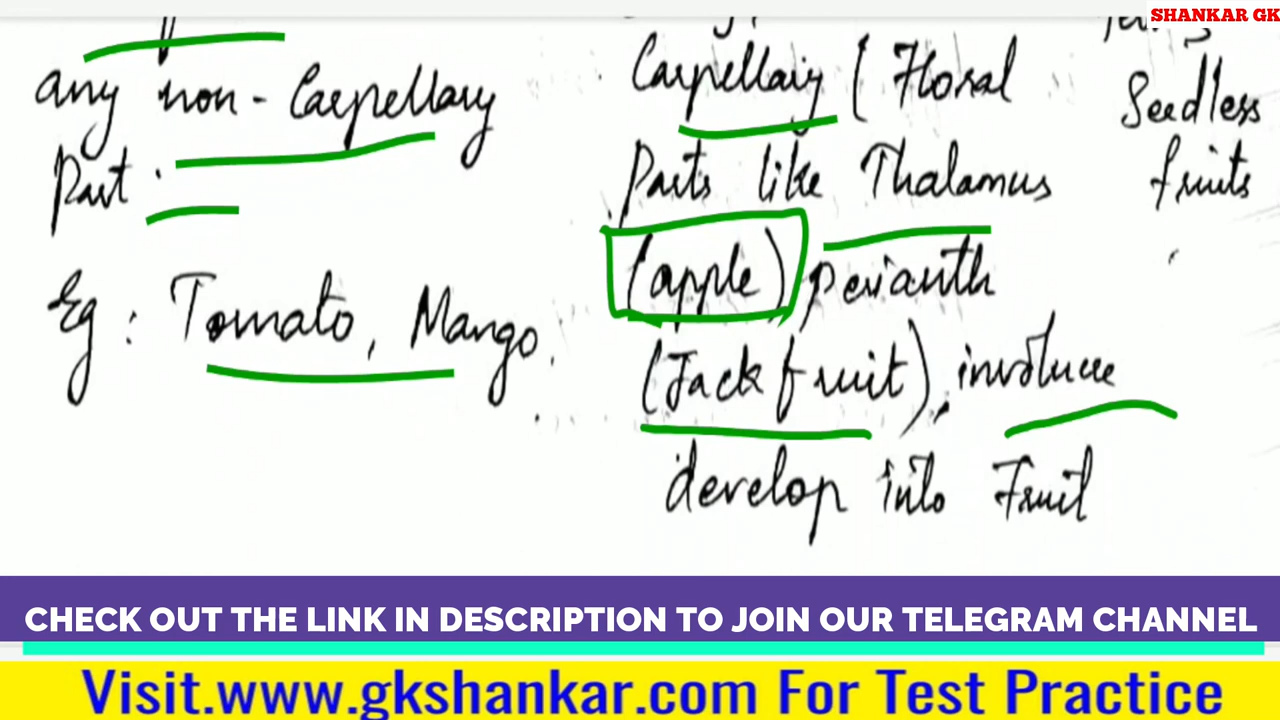 SHANKAR GK
any non-Carpellary
Part.
Eg: Tomato, Mango.
Carpellary (Floral
Parts like Thalamus
(apple) perianth
(Jack fruit), involucre
develop into Fruit
Seedless
fruits
CHECK OUT THE LINK IN DESCRIPTION TO JOIN OUR TELEGRAM CHANNEL
Visit.www.gkshankar.com For Test Practice